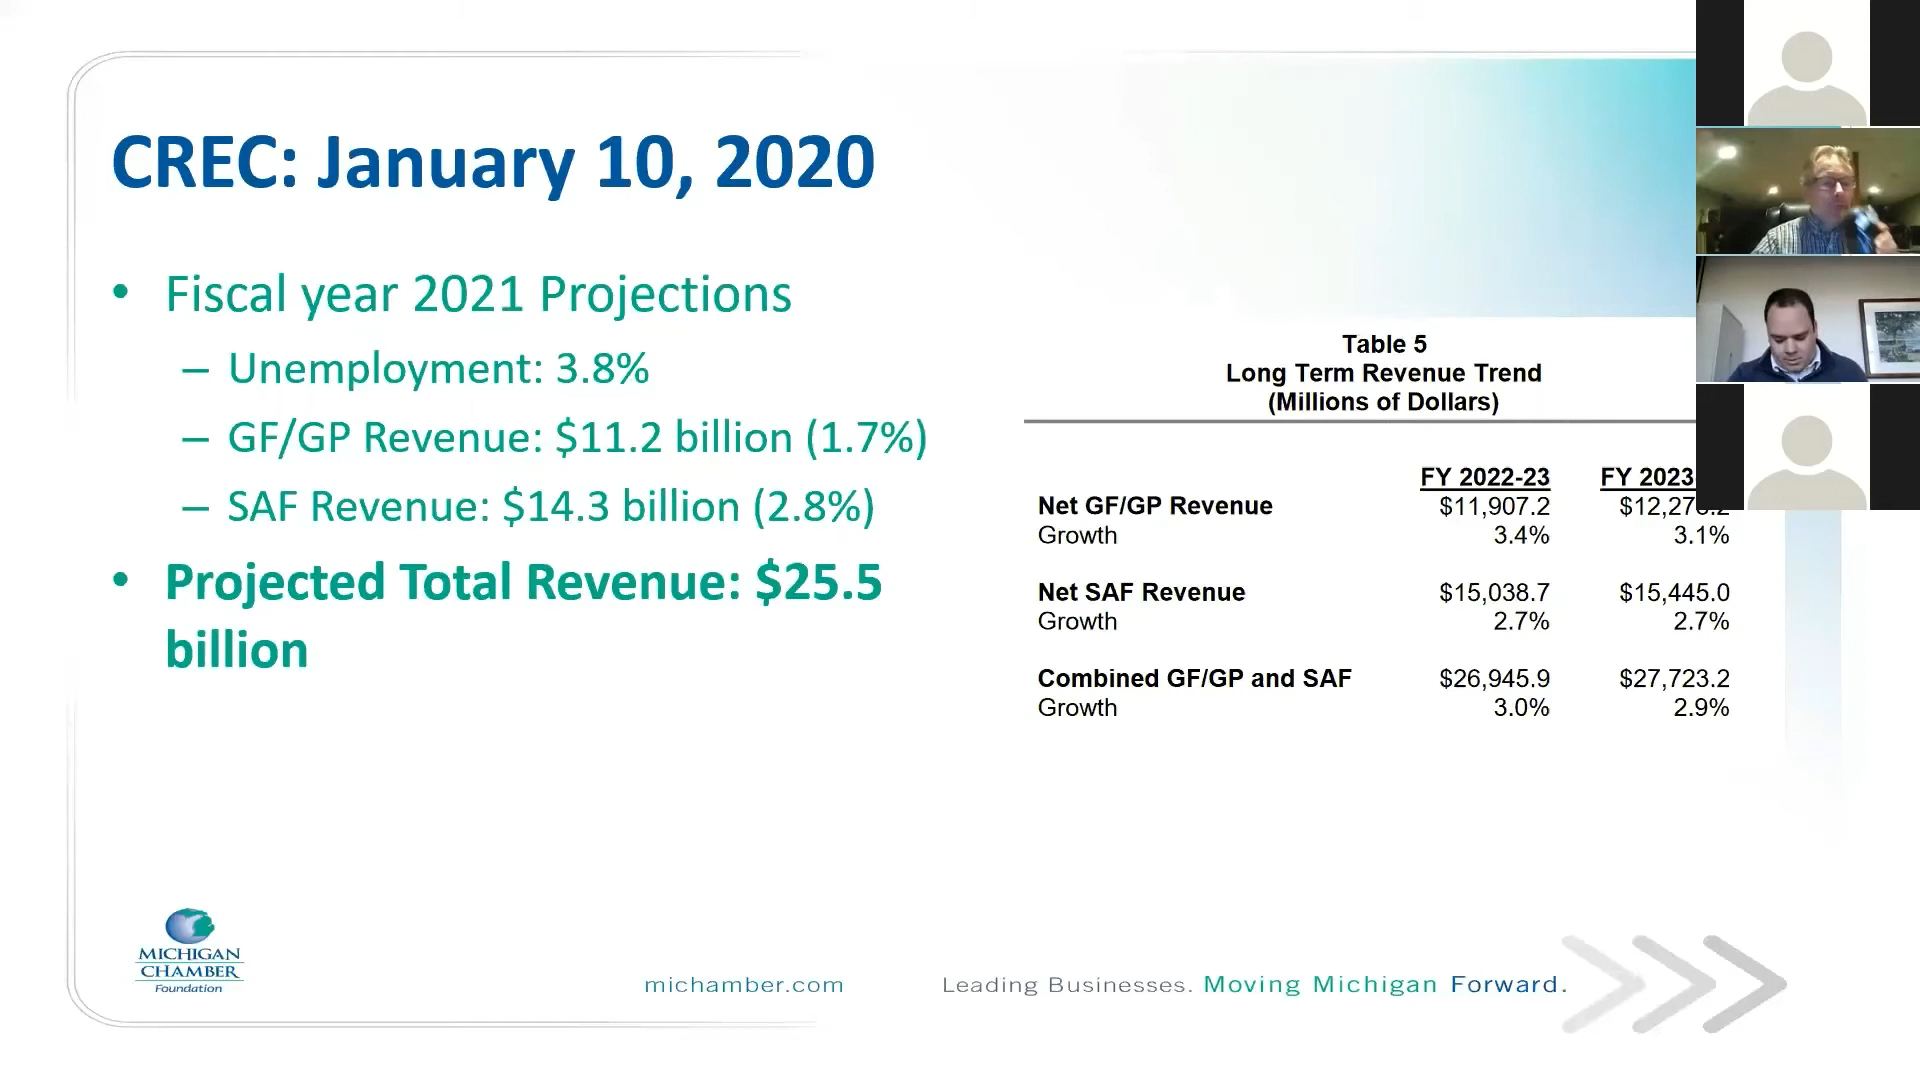 CREC: January 10, 2020
• Fiscal year 2021 Projections
– Unemployment: 3.8%
– GF/GP Revenue: $11.2 billion (1.7%)
– SAF Revenue: $14.3 billion (2.8%)
• Projected Total Revenue: $25.5
billion
Table 5
Long Term Revenue Trend
(Millions of Dollars)
FY 2022-23 FY 2023
Net GF/GP Revenue $11,907.2
Growth 3.4% 3.1%
Net SAF Revenue $15,038.7 $15,445.0
Growth 2.7% 2.7%
Combined GF/GP and SAF $26,945.9 $27,723.2
Growth 3.0% 2.9%
MICHIGAN
CHAMBER
Foundation
michamber.com Leading Businesses. Moving Michigan Forward.